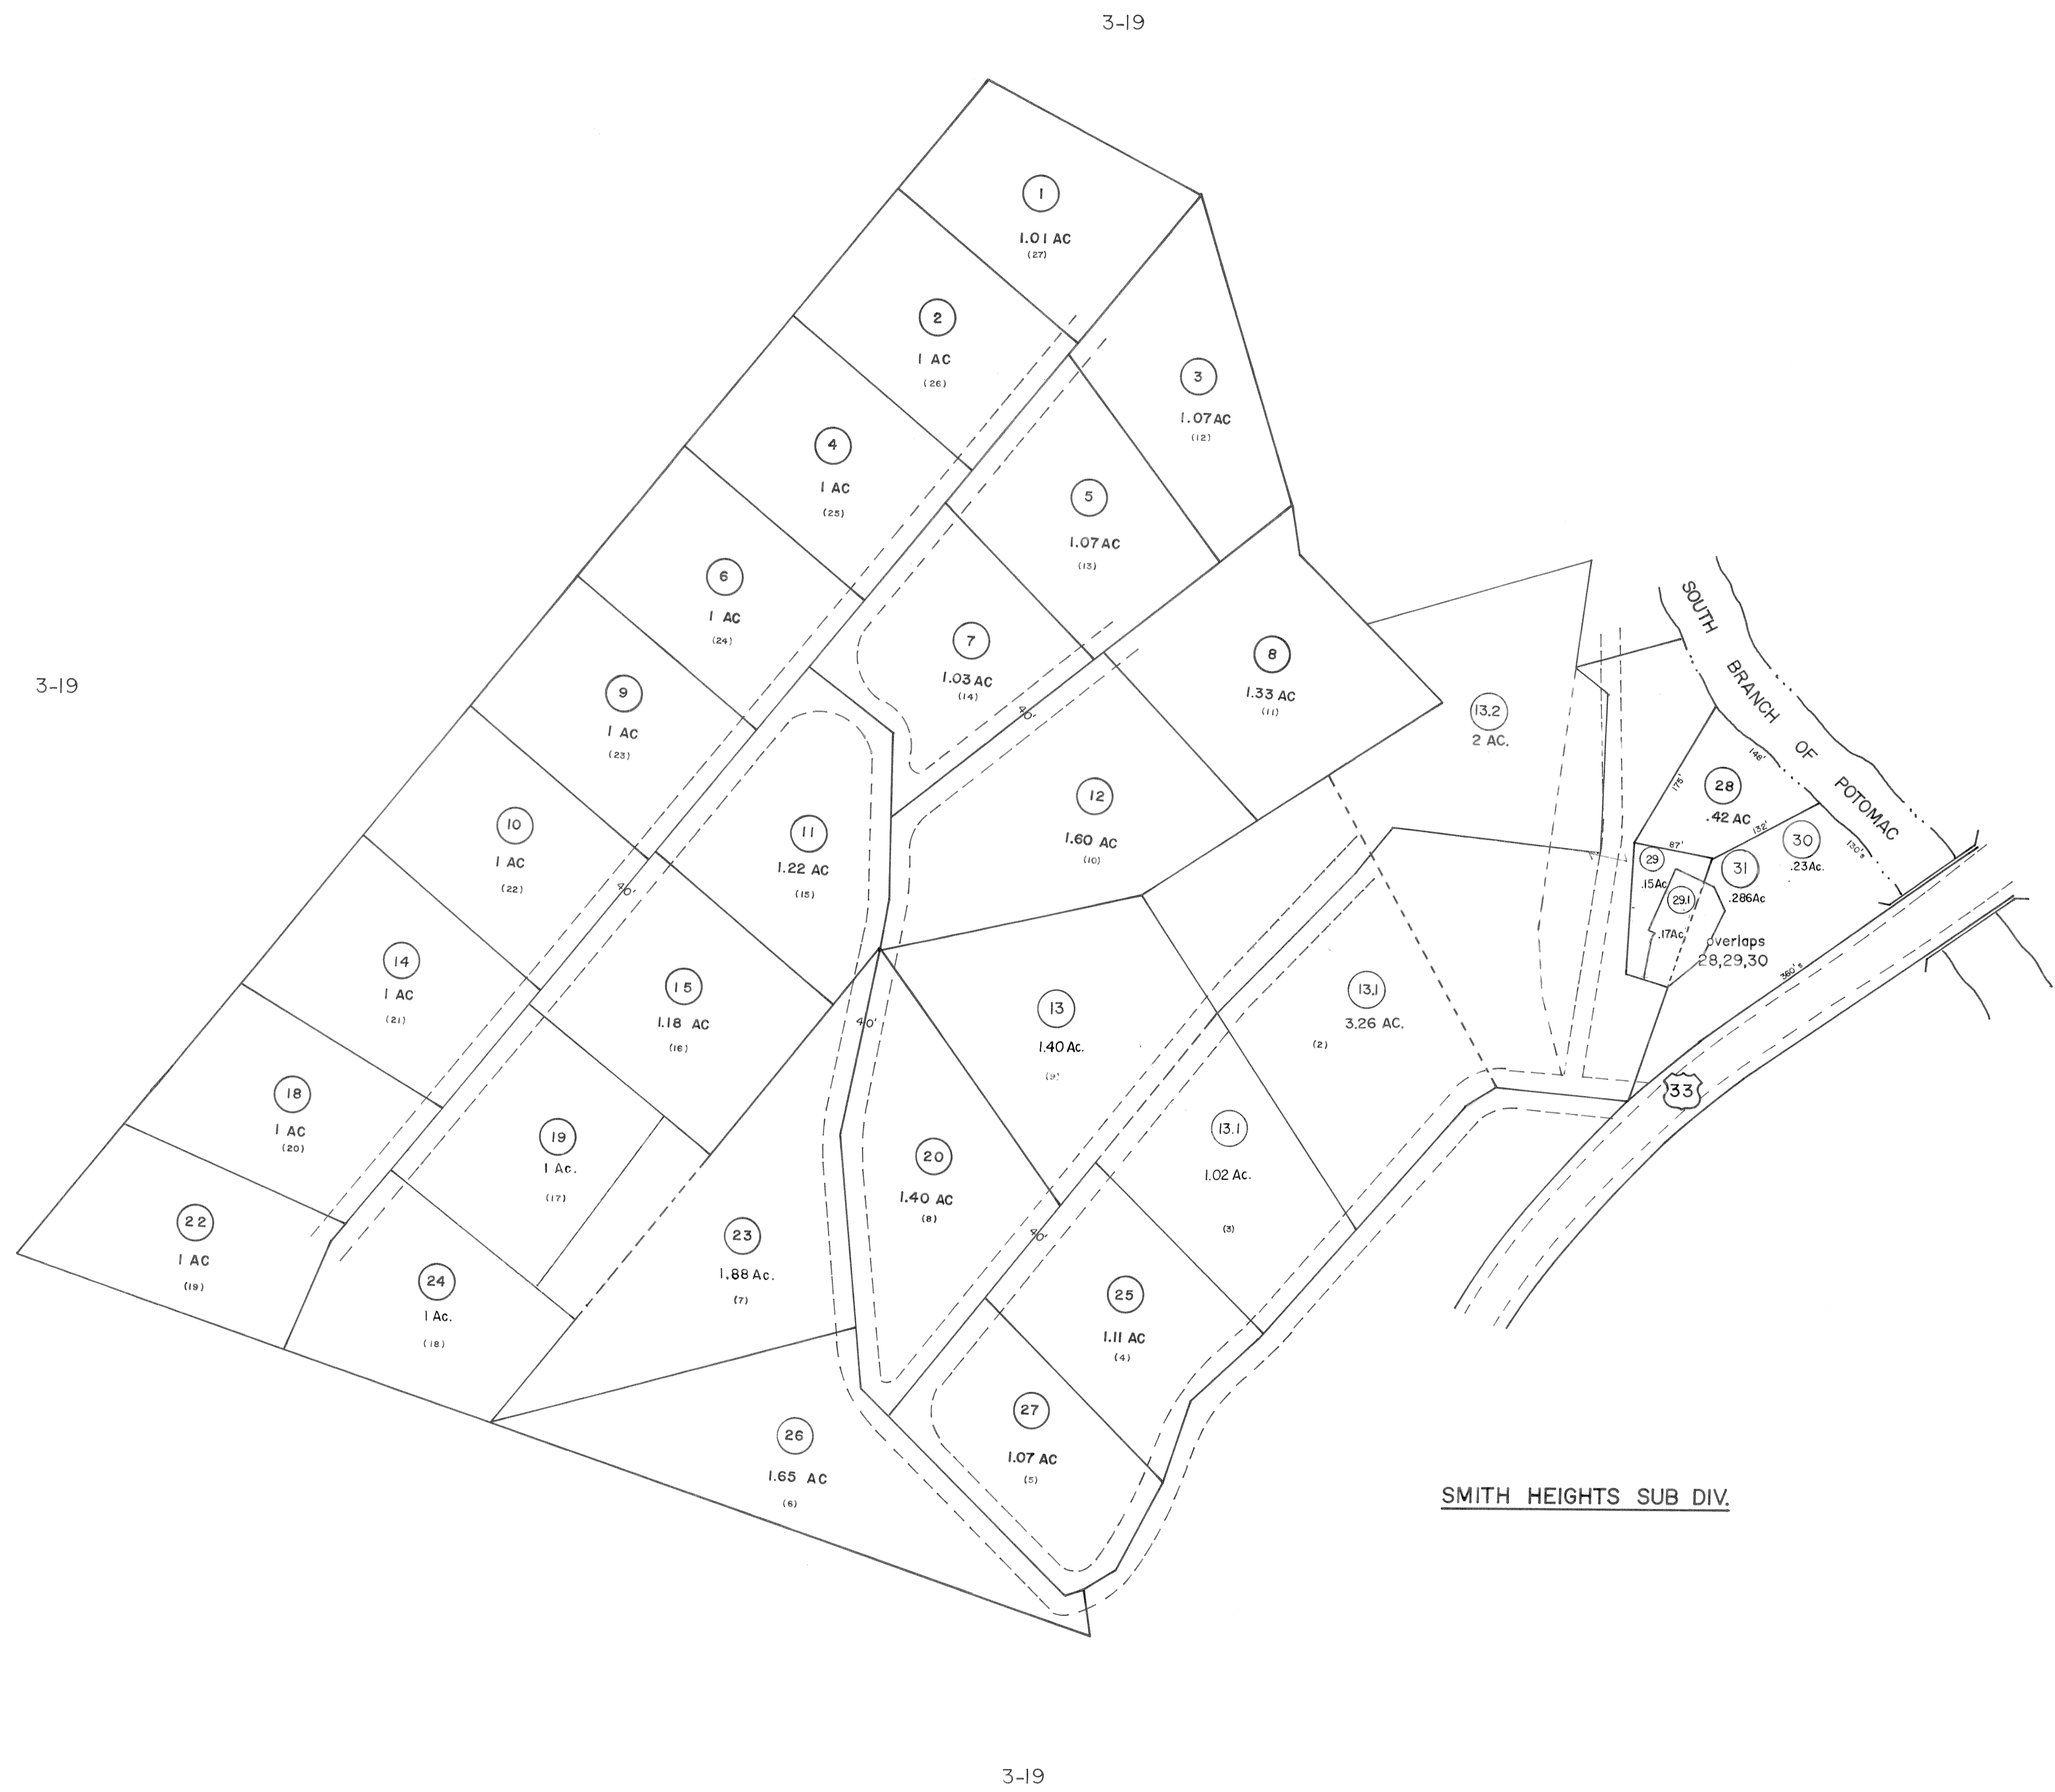 3-19
1
1.01 AC
(27)
2
1 AC
(26)
3
1.07 AC
(12)
4
1 AC
(25)
5
1.07 AC
(13)
6
1 AC
(24)
7
1.03 AC
(14)
40'
8
1.33 AC
(11)
3-19
9
1 AC
(23)
13.2
2 AC.
SOUTH BRANCH OF POTOMAC
10
1 AC
(22)
40'
11
1.22 AC
(15)
12
1.60 AC
(10)
148'
175'
28
.42 AC
132'
87'
130's
30
.23Ac.
29
.15Ac
31
.286Ac
29.1
.17Ac
overlaps
28,29,30
360's
14
1 AC
(21)
15
1.18 AC
(16)
40'
13
1.40 Ac.
(9)
13.1
3.26 AC.
(2)
33
18
1 AC
(20)
19
1 Ac.
(17)
20
1.40 AC
(8)
13.1
1.02 Ac.
(3)
22
1 AC
(19)
23
1.88 Ac.
(7)
40'
24
1 Ac.
(18)
25
1.11 AC
(4)
26
1.65 AC
(6)
27
1.07 AC
(5)
SMITH HEIGHTS SUB DIV.
3-19